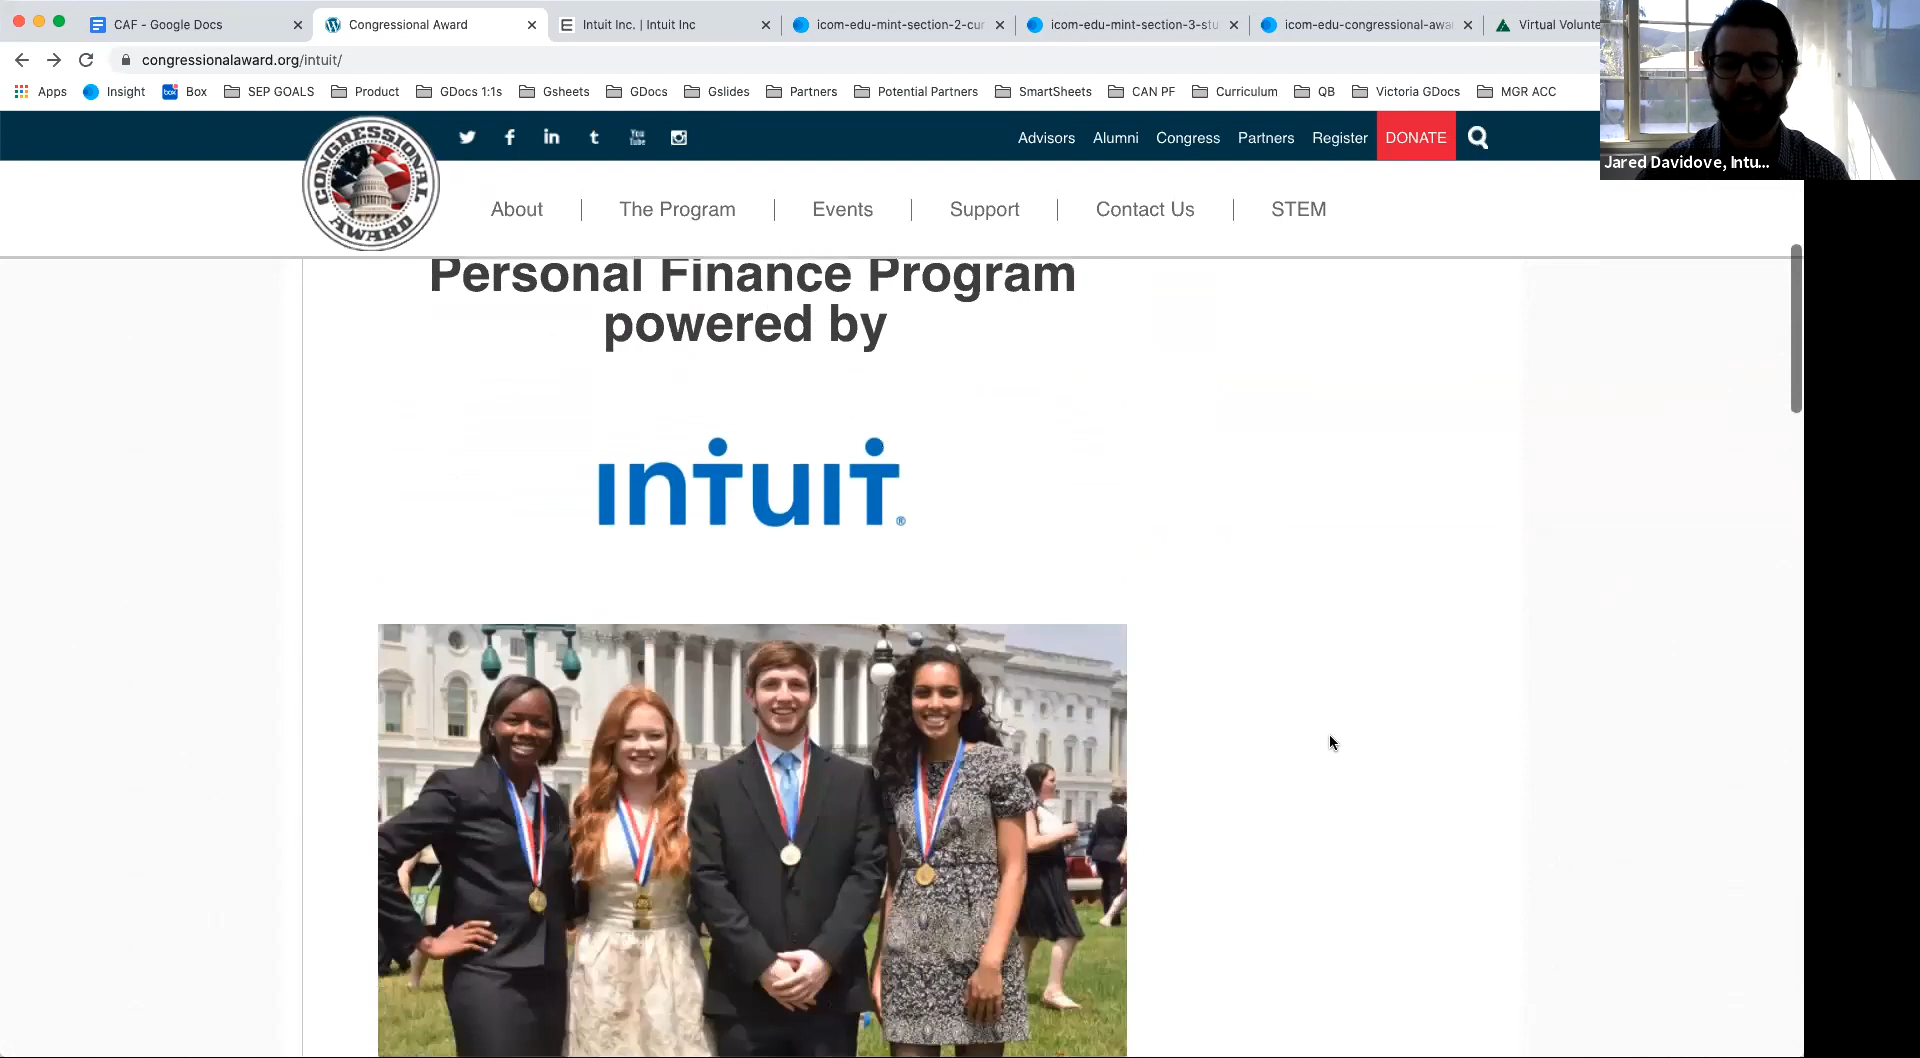 CAF - Google Docs
Congressional Award
Intuit Inc. | Intuit Inc
icom-edu-mint-section-2-cur
icom-edu-mint-section-3-stu
icom-edu-congressional-awa
Virtual Volunte
congressionalaward.org/intuit/
Apps
Insight
box
Box
SEP GOALS
Product
GDocs 1:1s
Gsheets
GDocs
Gslides
Partners
Potential Partners
SmartSheets
CAN PF
Curriculum
QB
Victoria GDocs
MGR ACC
You
Tube
Advisors
Alumni
Congress
Partners
Register
DONATE
Jared Davidove, Intu...
CONGRESSIONAL
AWARD
About | The Program | Events | Support | Contact Us | STEM
Personal Finance Program
powered by
ıntuıt®